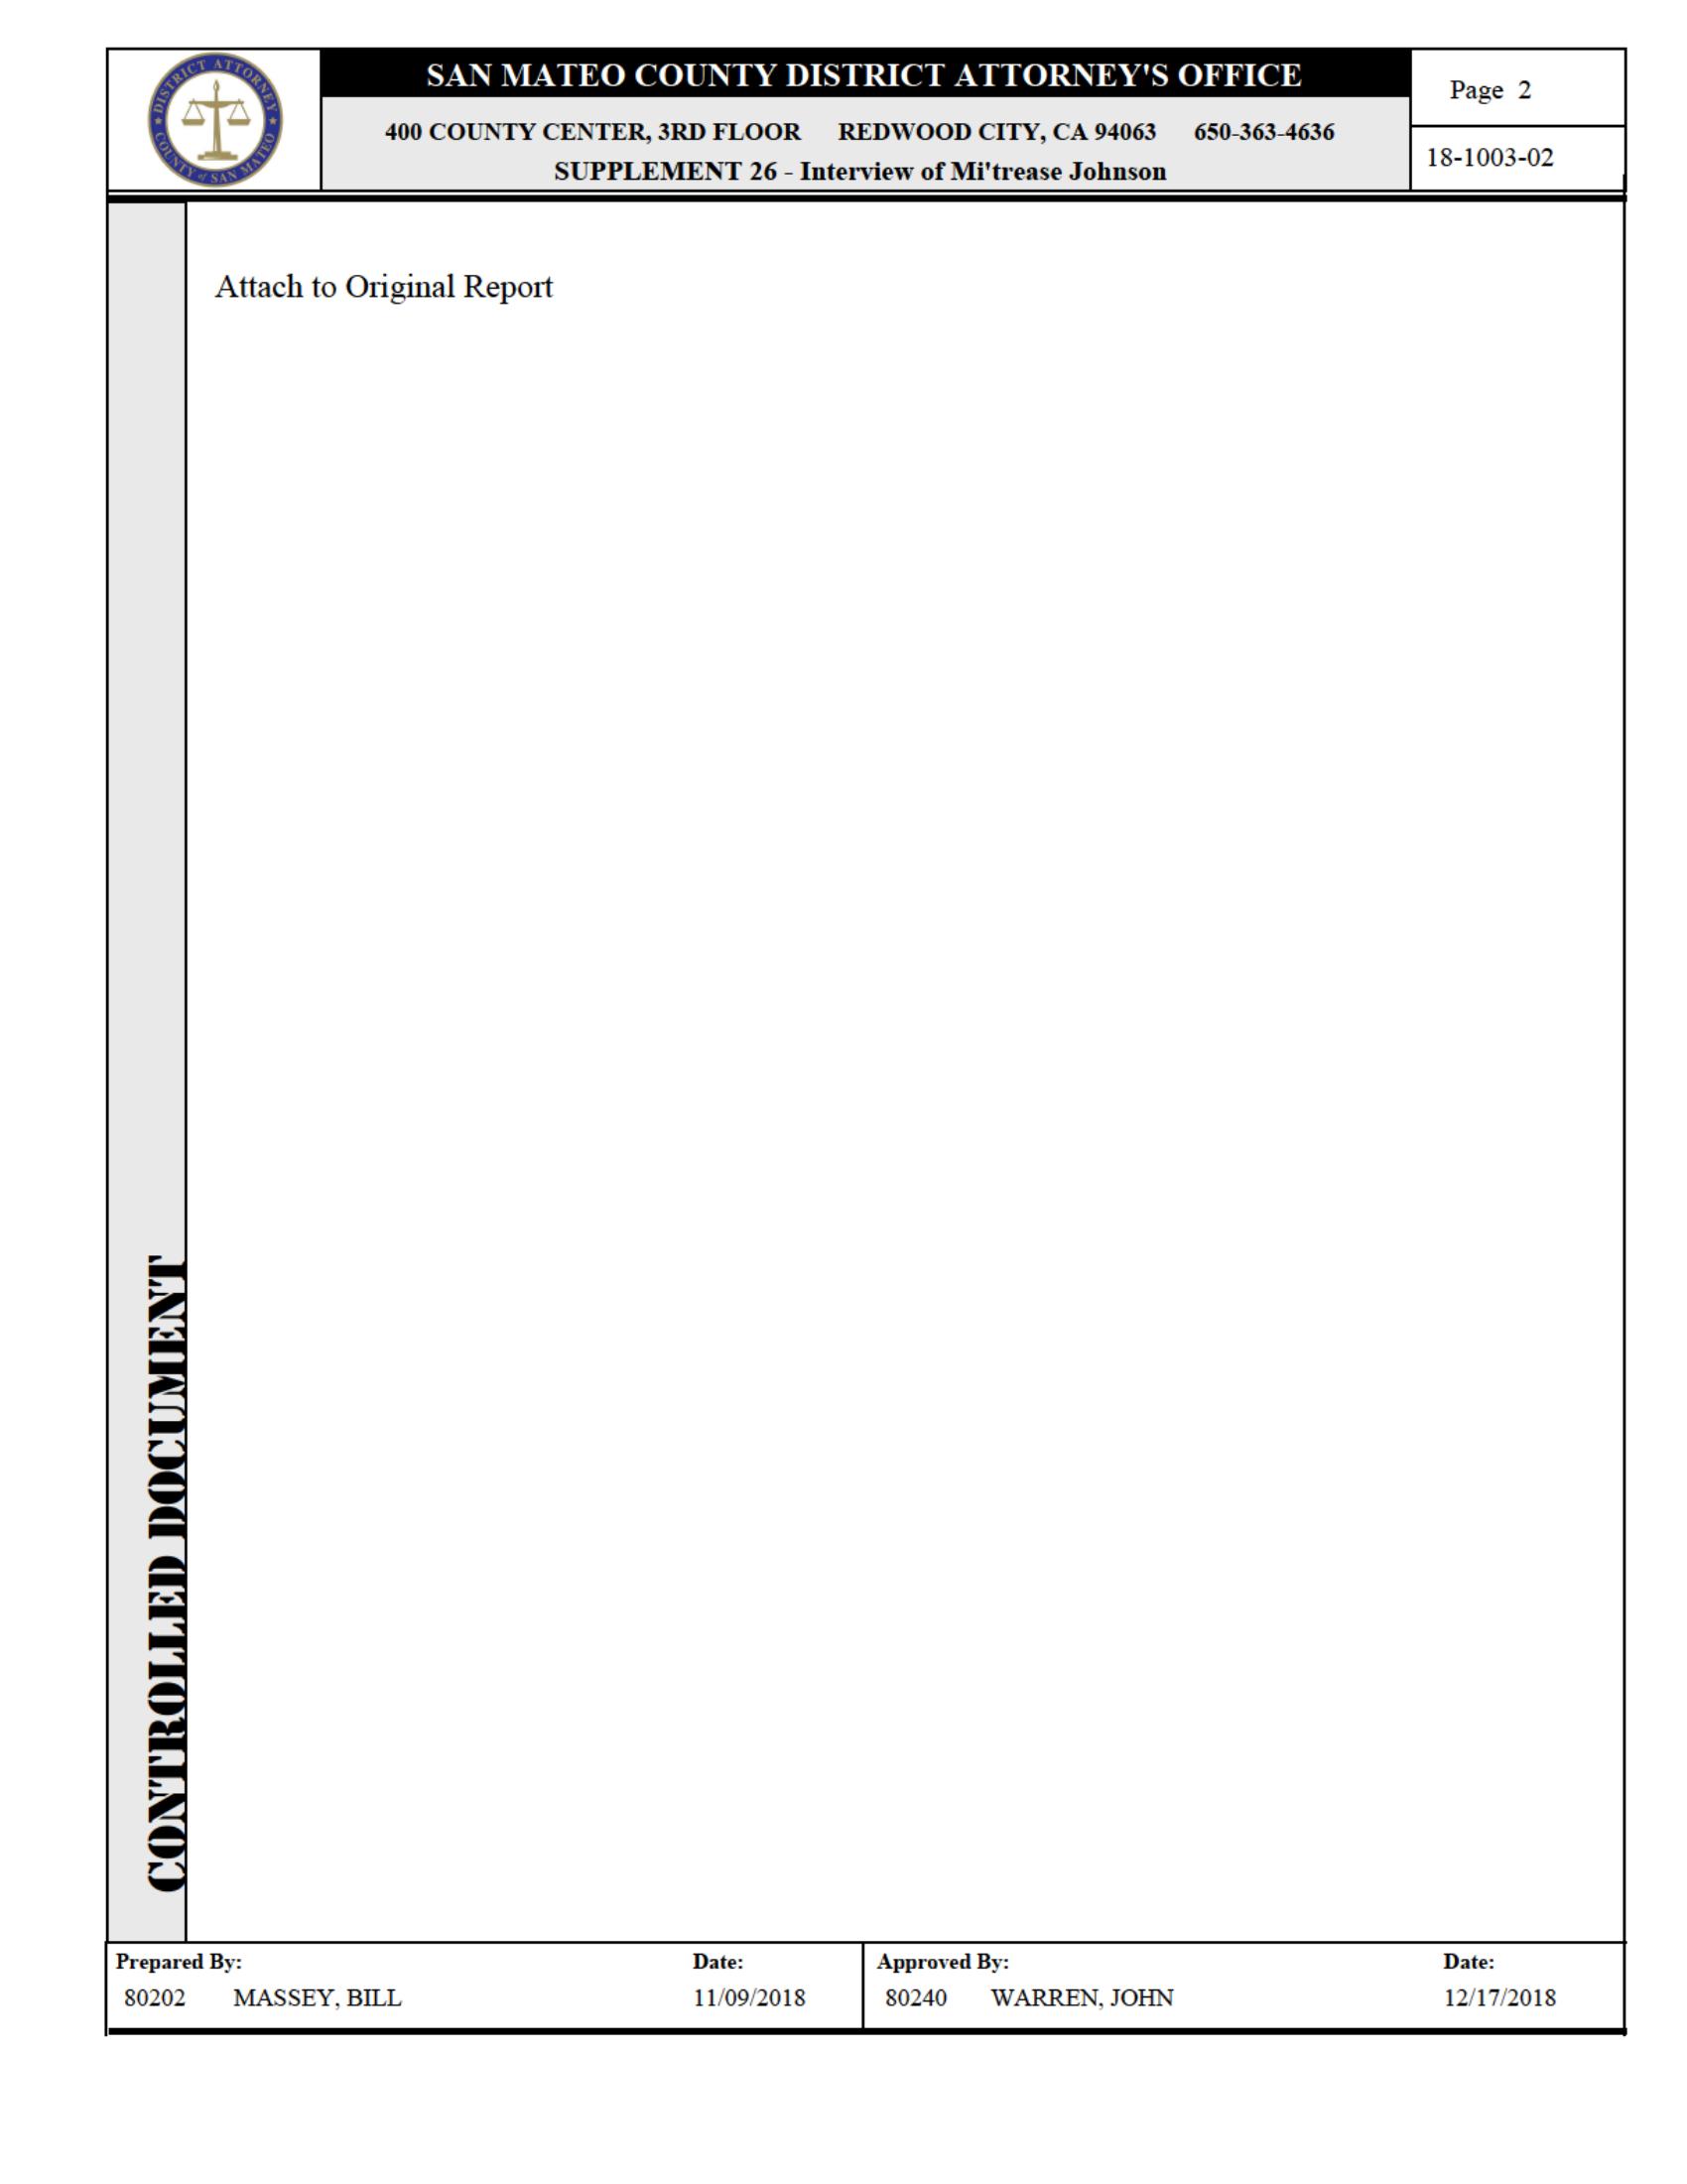 DISTRICT ATTORNEY
COUNTY of SAN MATEO
SAN MATEO COUNTY DISTRICT ATTORNEY'S OFFICE
400 COUNTY CENTER, 3RD FLOOR REDWOOD CITY, CA 94063 650-363-4636
SUPPLEMENT 26 - Interview of Mi'trease Johnson
Page 2
18-1003-02
Attach to Original Report
CONTROLLED DOCUMENT
Prepared By: Date: Approved By: Date:
80202 MASSEY, BILL 11/09/2018 80240 WARREN, JOHN 12/17/2018